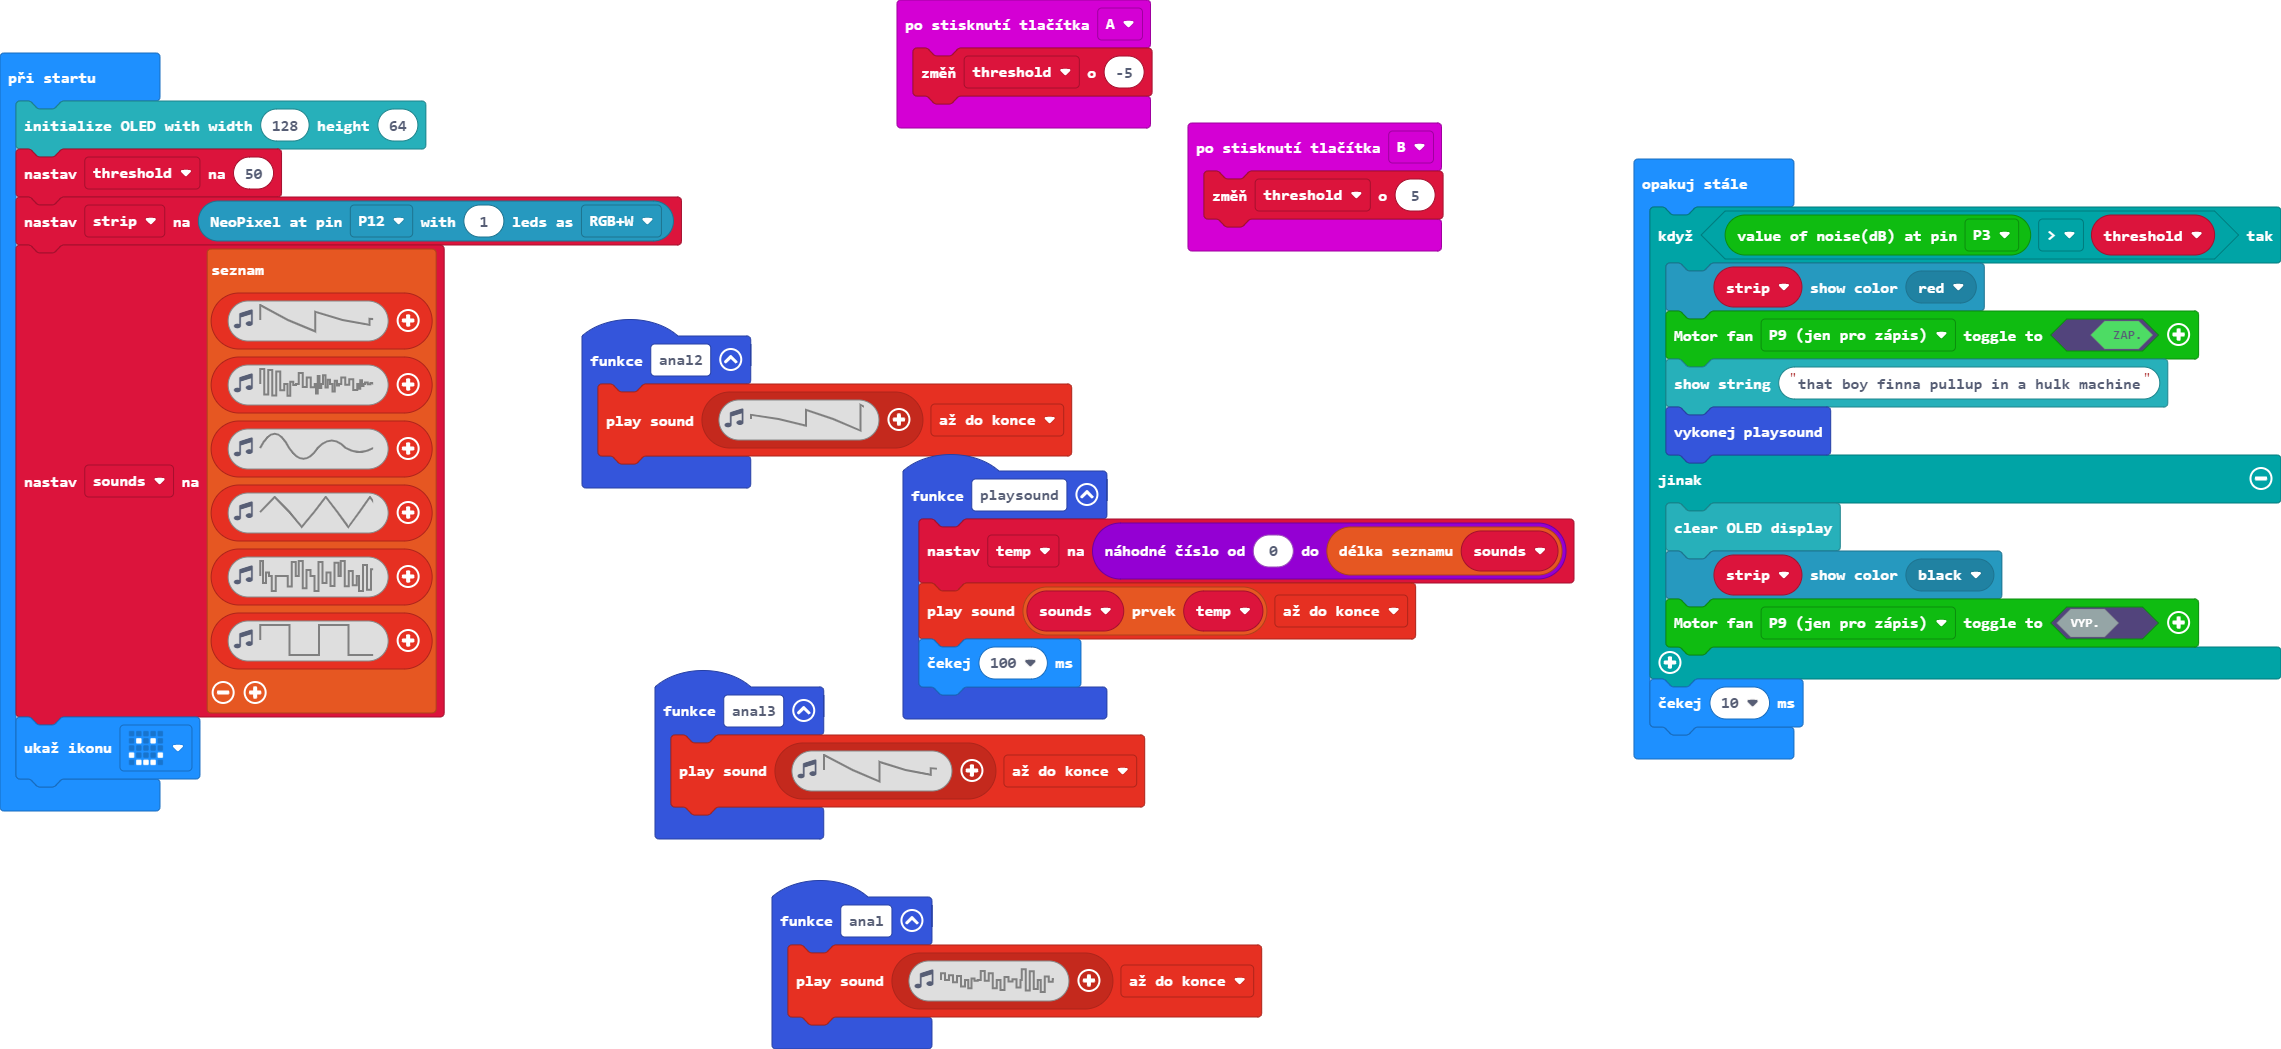 při startu
initialize OLED with width 128 height 64
nastav threshold na 50
nastav strip na NeoPixel at pin P12 with 1 leds as RGB+W
nastav sounds na
seznam
ukaž ikonu
po stisknutí tlačítka A
změň threshold o -5
po stisknutí tlačítka B
změň threshold o 5
funkce anal2
play sound až do konce
funkce playsound
nastav temp na náhodné číslo od 0 do délka seznamu sounds
play sound sounds prvek temp až do konce
čekej 100 ms
funkce anal3
play sound až do konce
funkce anal
play sound až do konce
opakuj stále
když value of noise(dB) at pin P3 > threshold tak
strip show color red
Motor fan P9 (jen pro zápis) toggle to ZAP.
show string "that boy finna pullup in a hulk machine"
vykonej playsound
jinak
clear OLED display
strip show color black
Motor fan P9 (jen pro zápis) toggle to VYP.
čekej 10 ms